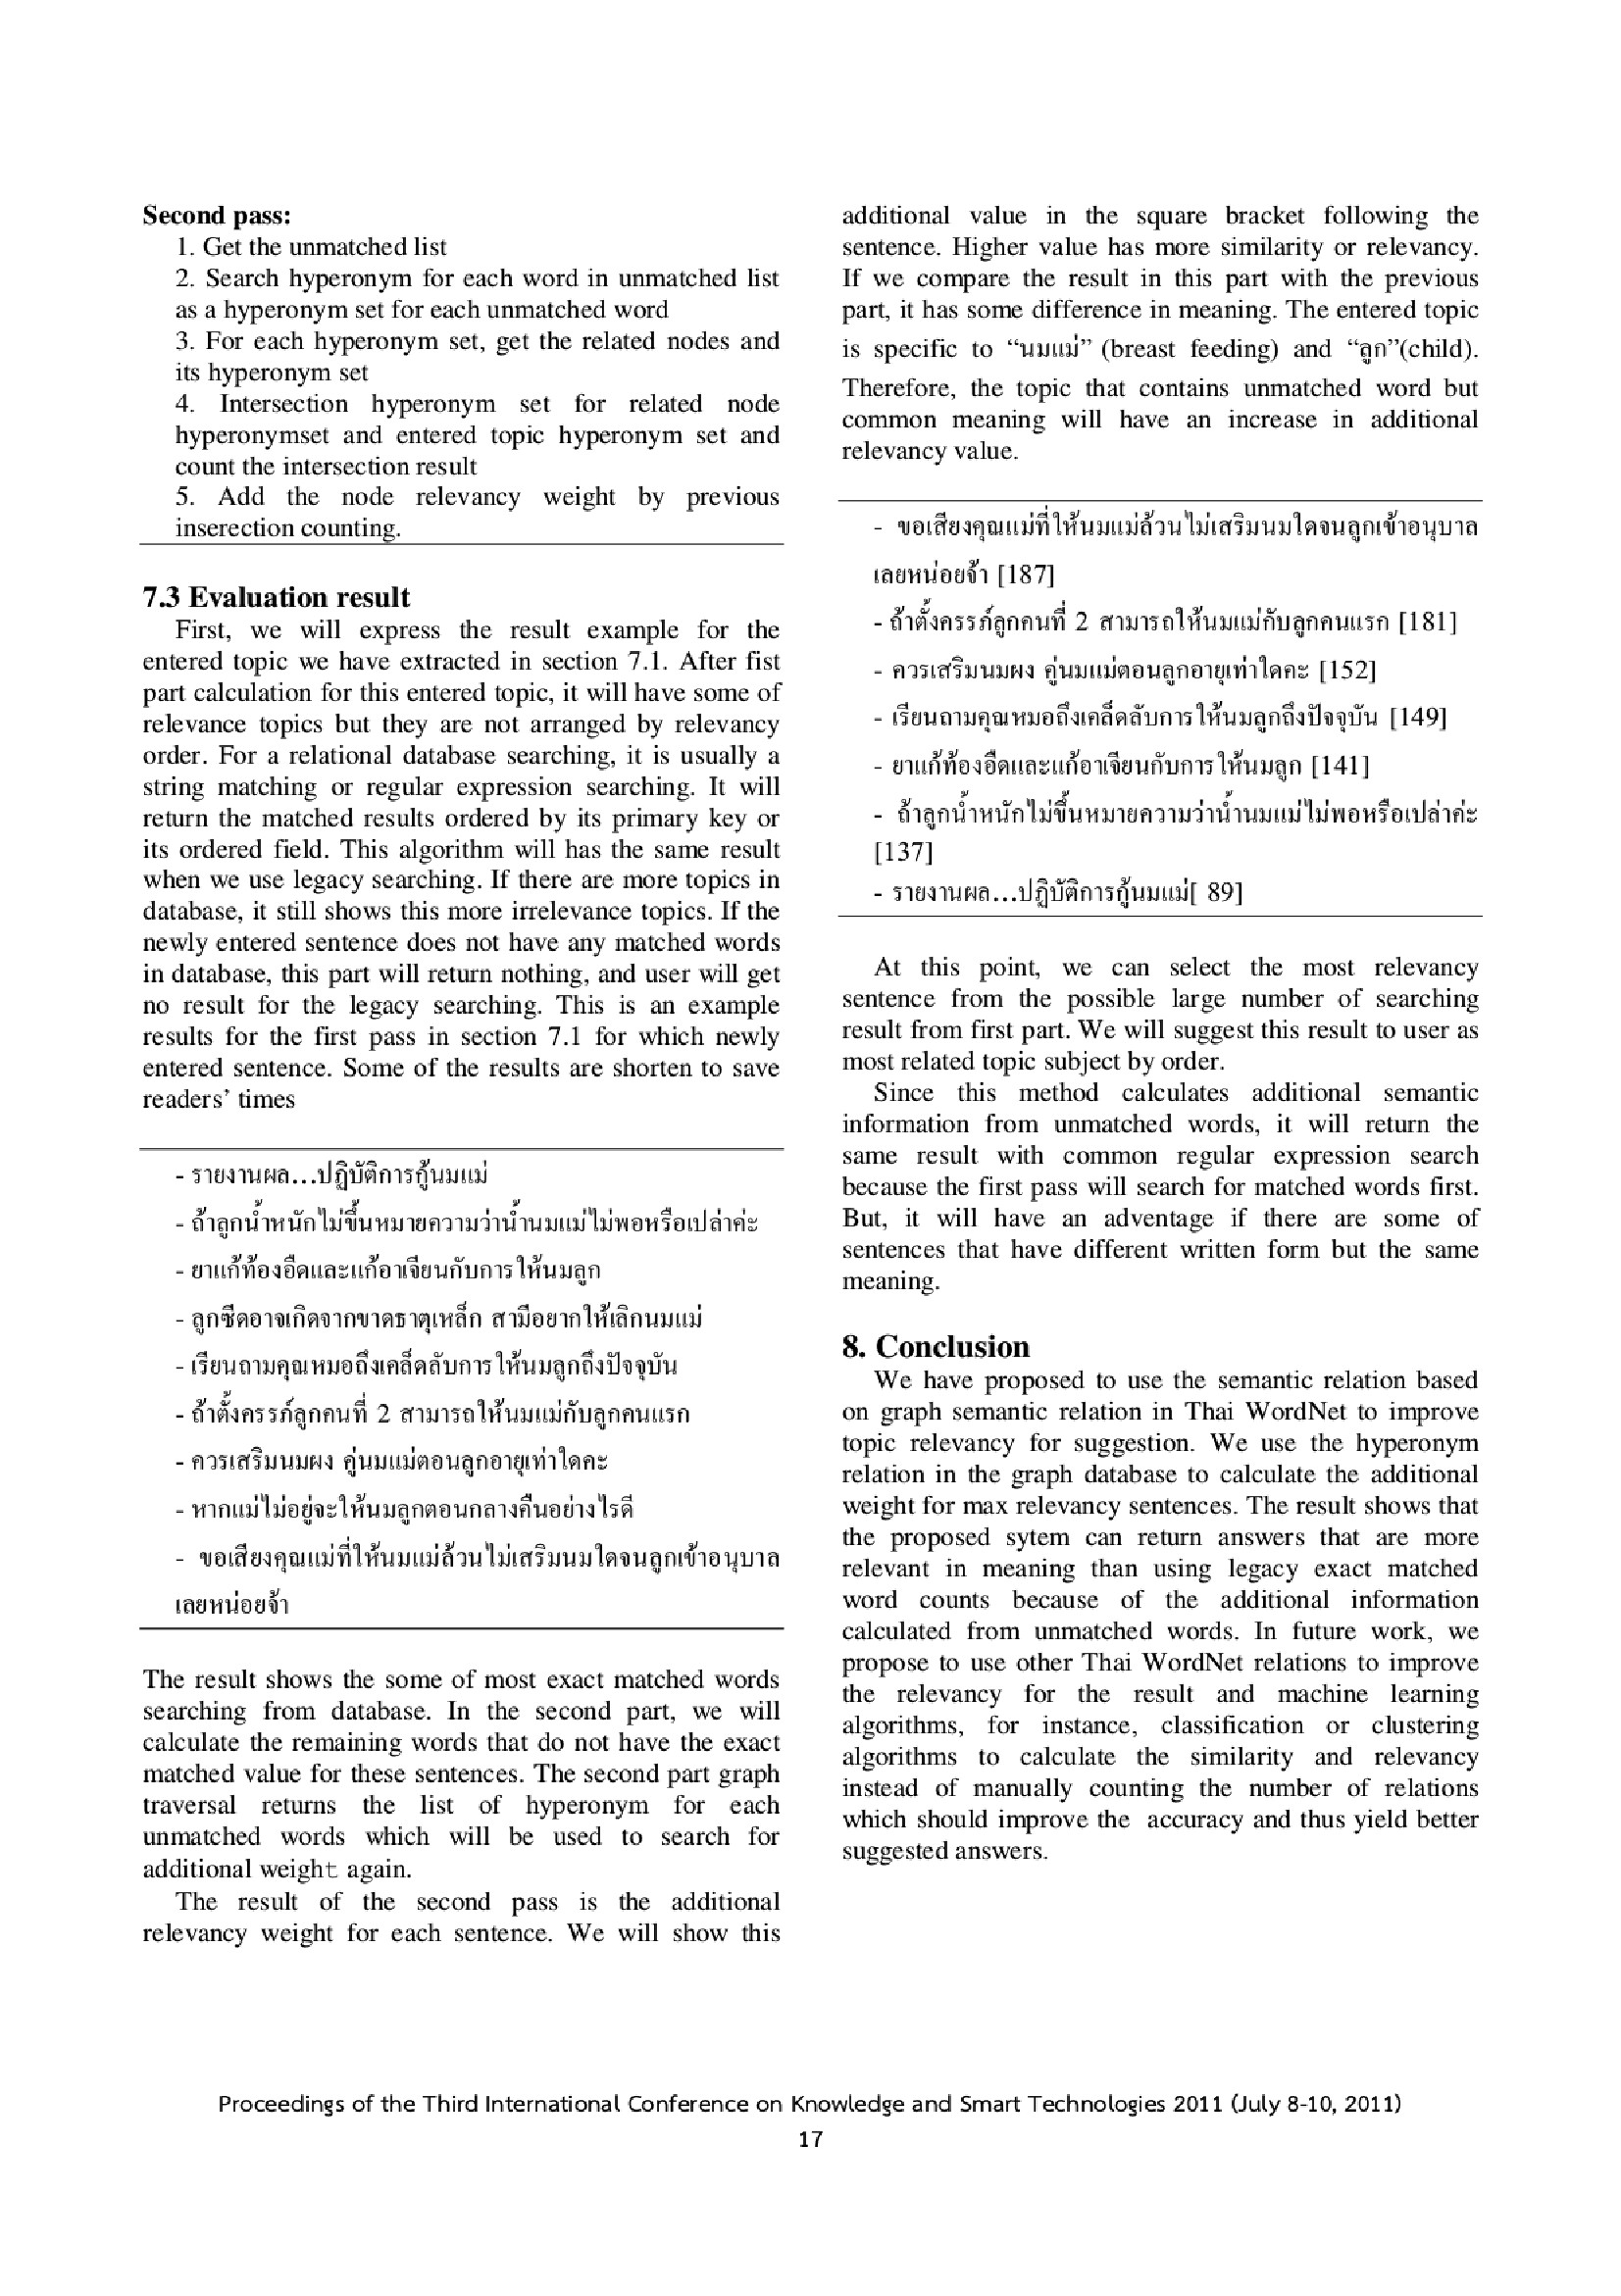 Second pass:
1. Get the unmatched list
2. Search hyperonym for each word in unmatched list
as a hyperonym set for each unmatched word
3. For each hyperonym set, get the related nodes and
its hyperonym set
4. Intersection hyperonym set for related node
hyperonymset and entered topic hyperonym set and
count the intersection result
5. Add the node relevancy weight by previous
inserection counting.
7.3 Evaluation result
First, we will express the result example for the
entered topic we have extracted in section 7.1. After fist
part calculation for this entered topic, it will have some of
relevance topics but they are not arranged by relevancy
order. For a relational database searching, it is usually a
string matching or regular expression searching. It will
return the matched results ordered by its primary key or
its ordered field. This algorithm will has the same result
when we use legacy searching. If there are more topics in
database, it still shows this more irrelevance topics. If the
newly entered sentence does not have any matched words
in database, this part will return nothing, and user will get
no result for the legacy searching. This is an example
results for the first pass in section 7.1 for which newly
entered sentence. Some of the results are shorten to save
readers’ times
- รายงานผล…ปฏิบัติการกู้นมแม่
- ถ้าลูกน้ำหนักไม่ขึ้นหมายความว่าน้ำนมแม่ไม่พอหรือเปล่าค่ะ
- ยาแก้ท้องอืดและแก้อาเจียนกับการให้นมลูก
- ลูกซีดอาจเกิดจากขาดธาตุเหล็ก สามีอยากให้เลิกนมแม่
- เรียนถามคุณหมอถึงเคล็ดลับการให้นมลูกถึงปัจจุบัน
- ถ้าตั้งครรภ์ลูกคนที่ 2 สามารถให้นมแม่กับลูกคนแรก
- ควรเสริมนมผง คู่นมแม่ตอนลูกอายุเท่าใดคะ
- หากแม่ไม่อยู่จะให้นมลูกตอนกลางคืนอย่างไรดี
- ขอเสียงคุณแม่ที่ให้นมแม่ล้วนไม่เสริมนมใดจนลูกเข้าอนุบาล
เลยหน่อยจ้า
The result shows the some of most exact matched words
searching from database. In the second part, we will
calculate the remaining words that do not have the exact
matched value for these sentences. The second part graph
traversal returns the list of hyperonym for each
unmatched words which will be used to search for
additional weight again.
The result of the second pass is the additional
relevancy weight for each sentence. We will show this
additional value in the square bracket following the
sentence. Higher value has more similarity or relevancy.
If we compare the result in this part with the previous
part, it has some difference in meaning. The entered topic
is specific to “นมแม่” (breast feeding) and “ลูก”(child).
Therefore, the topic that contains unmatched word but
common meaning will have an increase in additional
relevancy value.
- ขอเสียงคุณแม่ที่ให้นมแม่ล้วนไม่เสริมนมใดจนลูกเข้าอนุบาล
เลยหน่อยจ้า [187]
- ถ้าตั้งครรภ์ลูกคนที่ 2 สามารถให้นมแม่กับลูกคนแรก [181]
- ควรเสริมนมผง คู่นมแม่ตอนลูกอายุเท่าใดคะ [152]
- เรียนถามคุณหมอถึงเคล็ดลับการให้นมลูกถึงปัจจุบัน [149]
- ยาแก้ท้องอืดและแก้อาเจียนกับการให้นมลูก [141]
- ถ้าลูกน้ำหนักไม่ขึ้นหมายความว่าน้ำนมแม่ไม่พอหรือเปล่าค่ะ
[137]
- รายงานผล…ปฏิบัติการกู้นมแม่[ 89]
At this point, we can select the most relevancy
sentence from the possible large number of searching
result from first part. We will suggest this result to user as
most related topic subject by order.
Since this method calculates additional semantic
information from unmatched words, it will return the
same result with common regular expression search
because the first pass will search for matched words first.
But, it will have an adventage if there are some of
sentences that have different written form but the same
meaning.
8. Conclusion
We have proposed to use the semantic relation based
on graph semantic relation in Thai WordNet to improve
topic relevancy for suggestion. We use the hyperonym
relation in the graph database to calculate the additional
weight for max relevancy sentences. The result shows that
the proposed sytem can return answers that are more
relevant in meaning than using legacy exact matched
word counts because of the additional information
calculated from unmatched words. In future work, we
propose to use other Thai WordNet relations to improve
the relevancy for the result and machine learning
algorithms, for instance, classification or clustering
algorithms to calculate the similarity and relevancy
instead of manually counting the number of relations
which should improve the accuracy and thus yield better
suggested answers.
Proceedings of the Third International Conference on Knowledge and Smart Technologies 2011 (July 8-10, 2011)
17